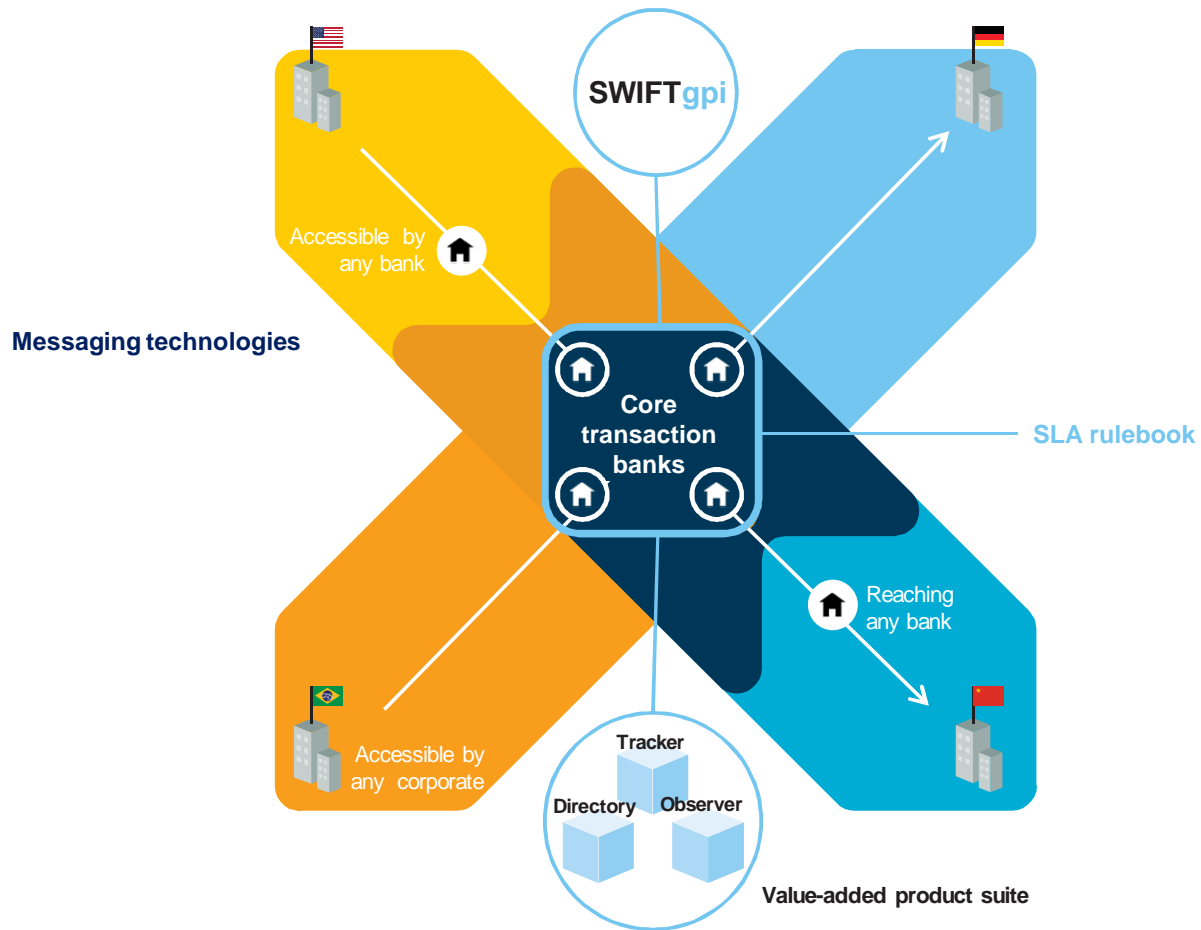 SWIFTgpi
Accessible by
any bank
Messaging technologies
Core
transaction
banks
SLA rulebook
Reaching
any bank
Accessible by
any corporate
Tracker
Directory
Observer
Value-added product suite